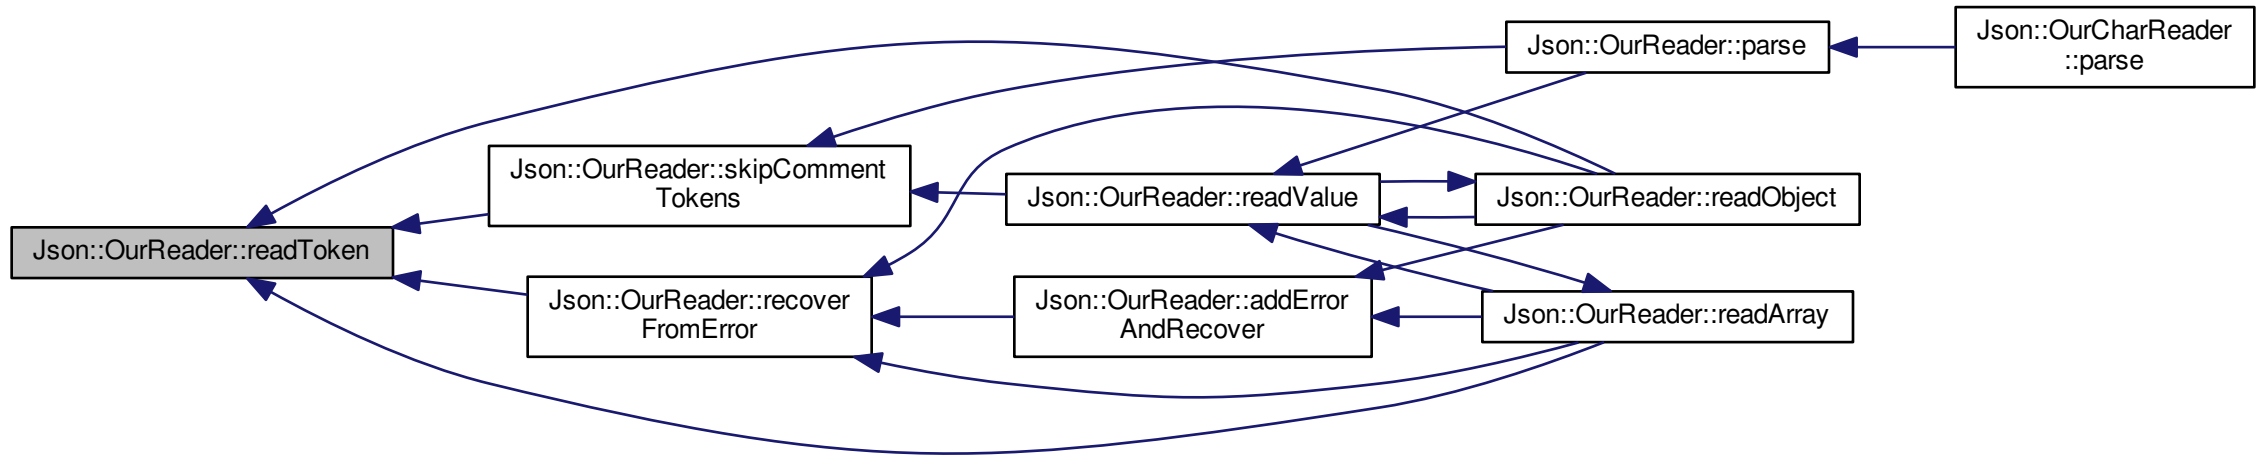 Json::OurReader::parse
Json::OurCharReader
::parse
Json::OurReader::skipComment
Tokens
Json::OurReader::readValue
Json::OurReader::readObject
Json::OurReader::readToken
Json::OurReader::recover
FromError
Json::OurReader::addError
AndRecover
Json::OurReader::readArray